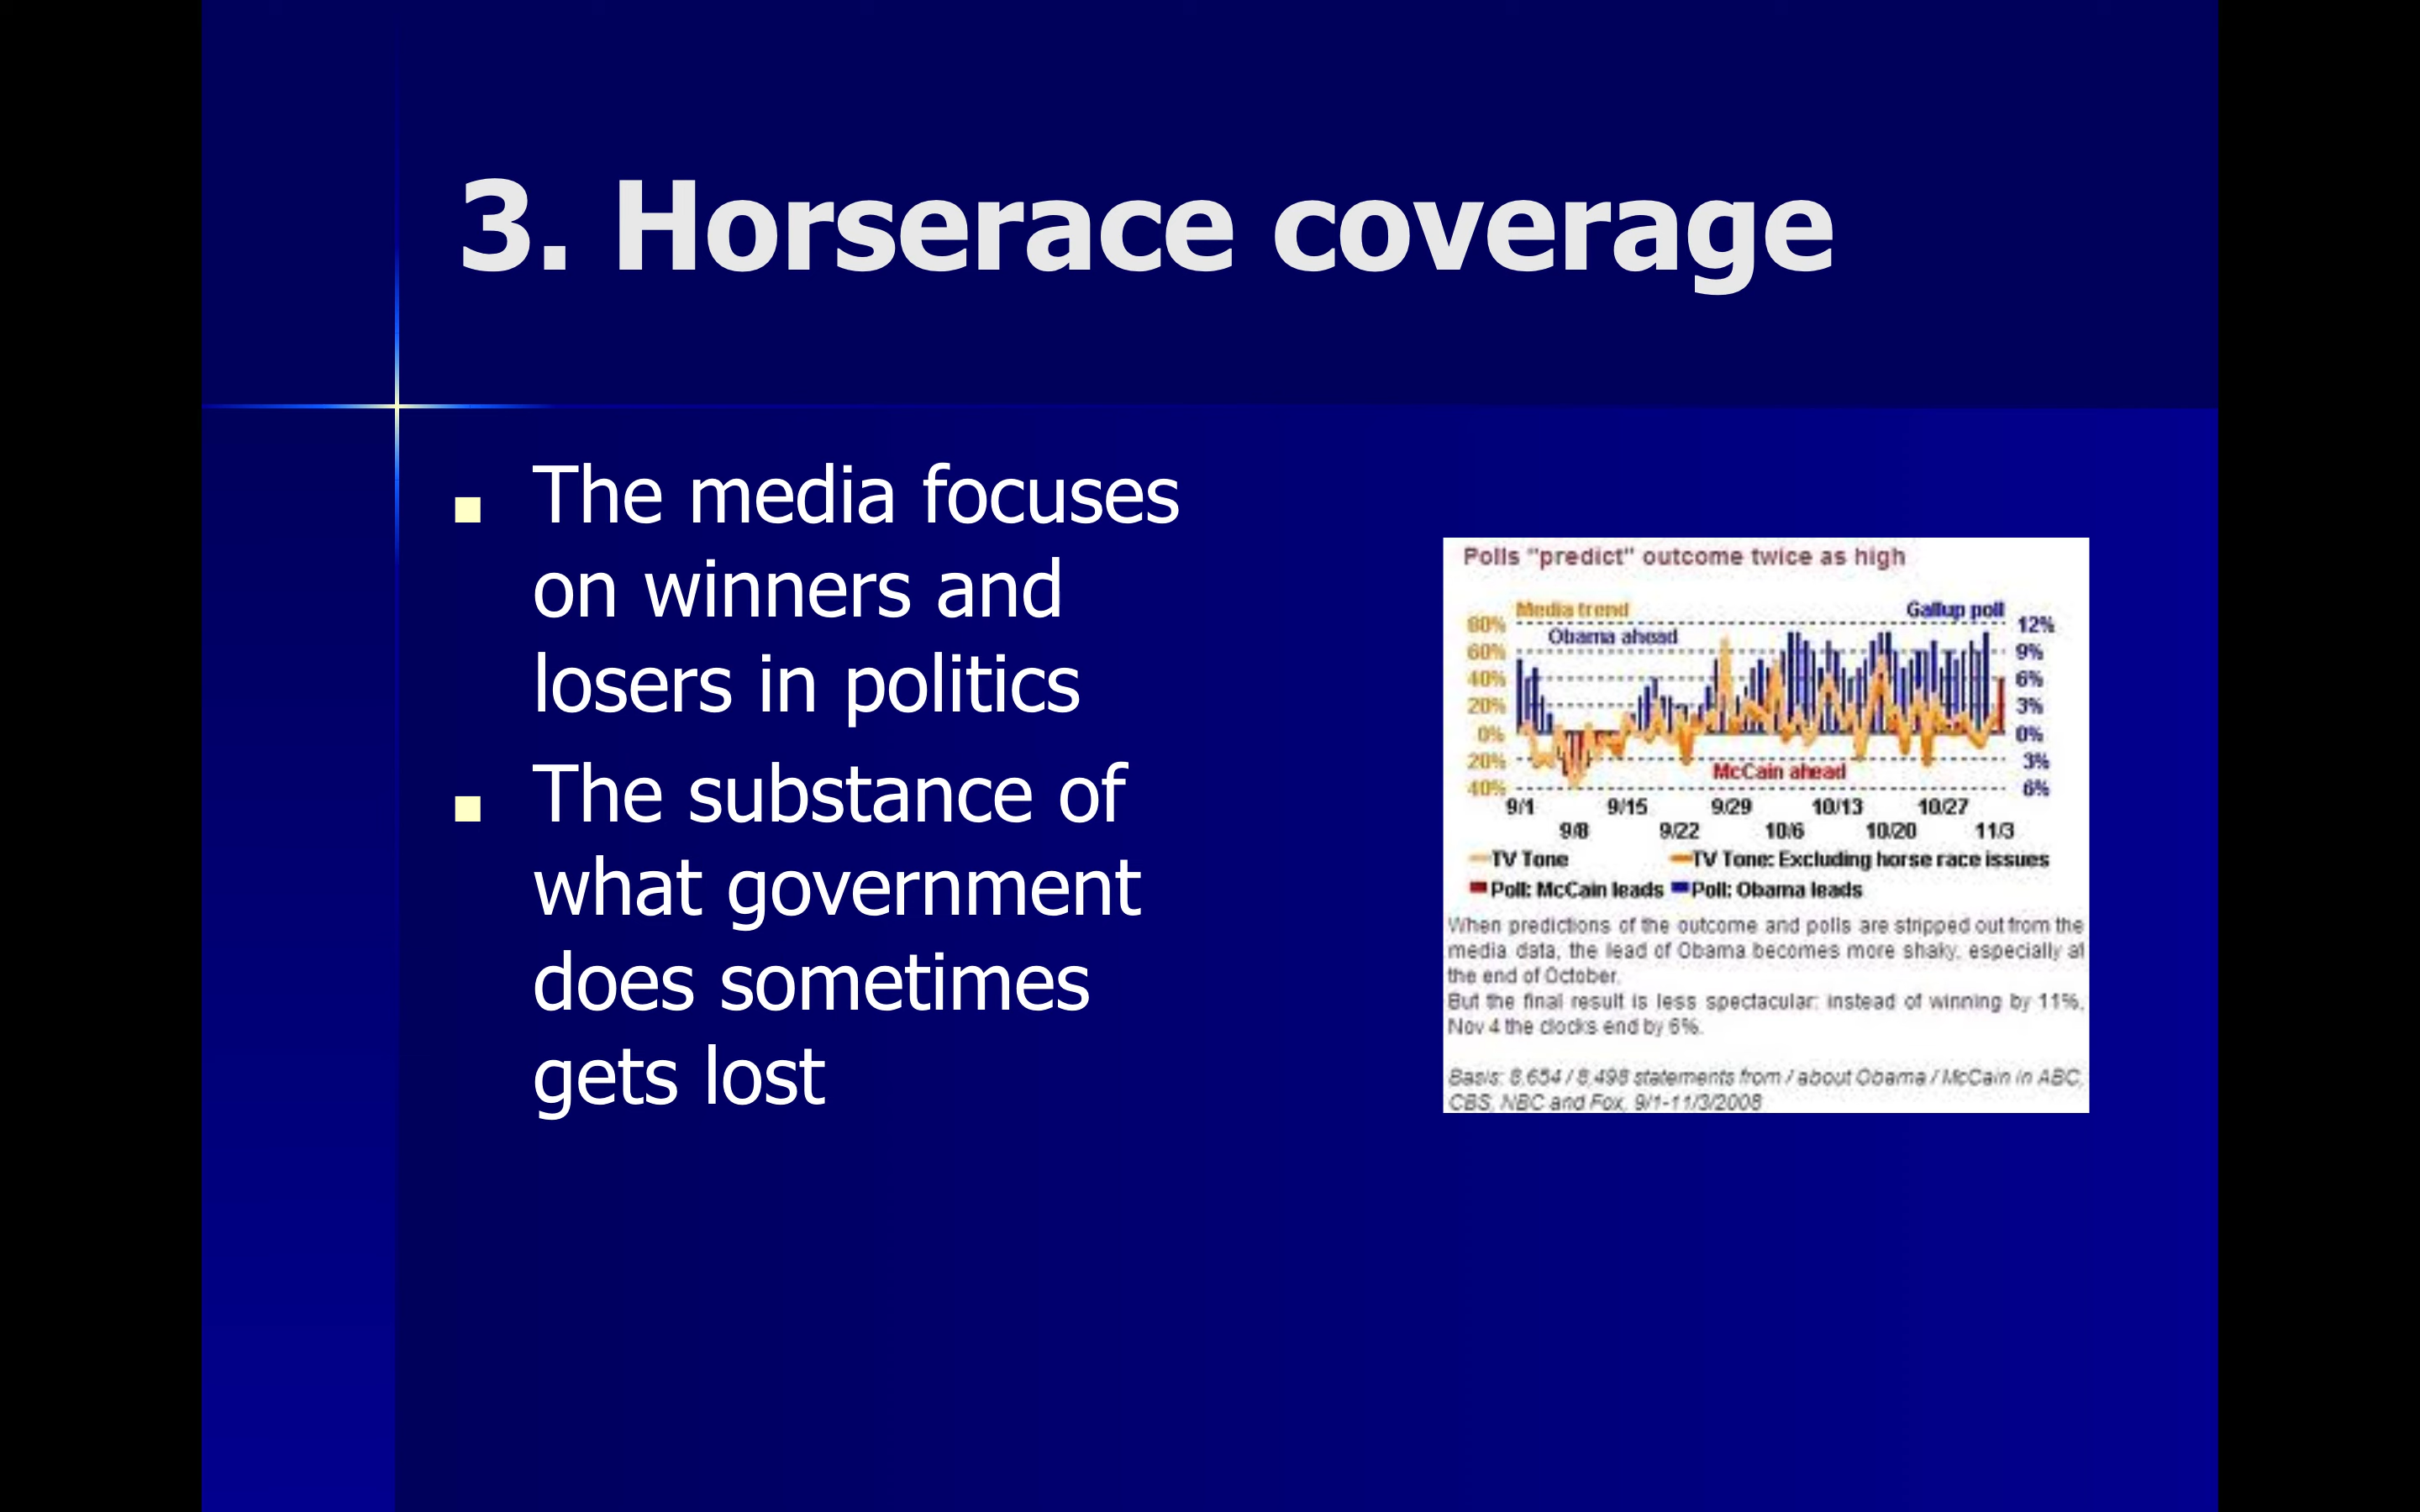 3. Horserace coverage
The media focuses
on winners and
losers in politics
The substance of
what government
does sometimes
gets lost
Polls "predict" outcome twice as high
Media trend
Gallup poll
80%
12%
Obama ahead
60%
9%
40%
6%
20%
3%
0%
0%
20%
3%
McCain ahead
40%
6%
9/1 9/15 9/29 10/13 10/27
9/8 9/22 10/6 10/20 11/3
TV Tone TV Tone: Excluding horse race issues
Poll: McCain leads Poll: Obama leads
When predictions of the outcome and polls are stripped out from the
media data, the lead of Obama becomes more shaky, especially at
the end of October.
But the final result is less spectacular: instead of winning by 11%,
Nov 4 the clocks end by 6%.
Basis: 8,654 / 8,498 statements from / about Obama / McCain in ABC,
CBS, NBC and Fox, 9/1-11/3/2008